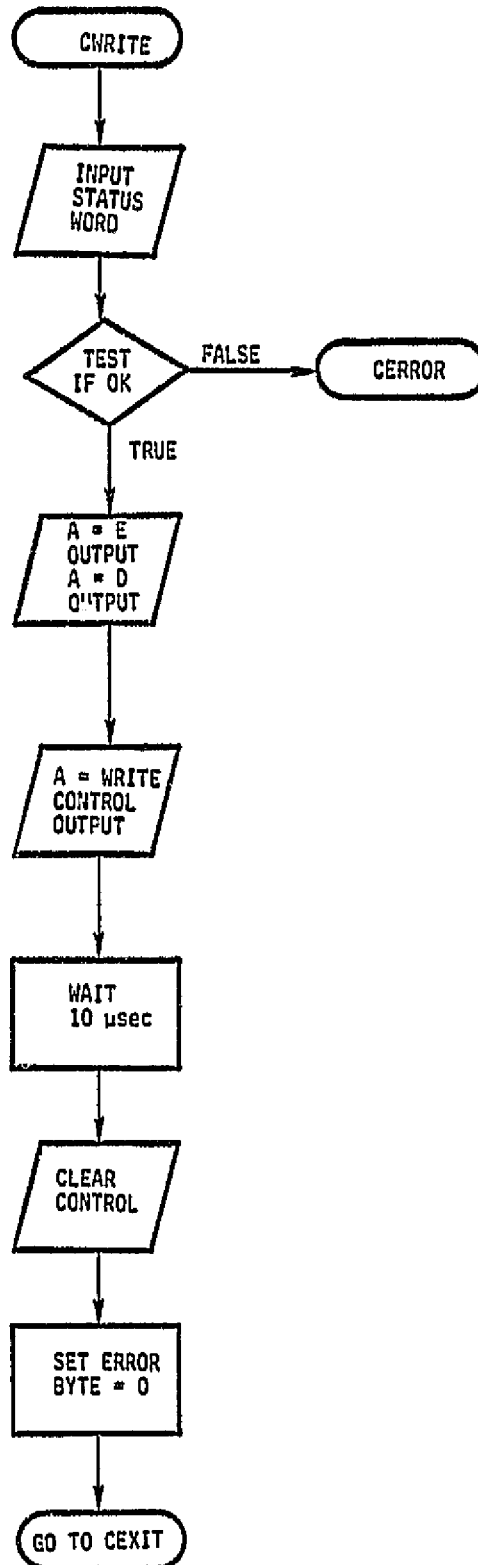 CWRITE
INPUT
STATUS
WORD
TEST
IF OK
FALSE
CERROR
TRUE
A = E
OUTPUT
A = D
OUTPUT
A = WRITE
CONTROL
OUTPUT
WAIT
10 µsec
CLEAR
CONTROL
SET ERROR
BYTE = 0
GO TO CEXIT